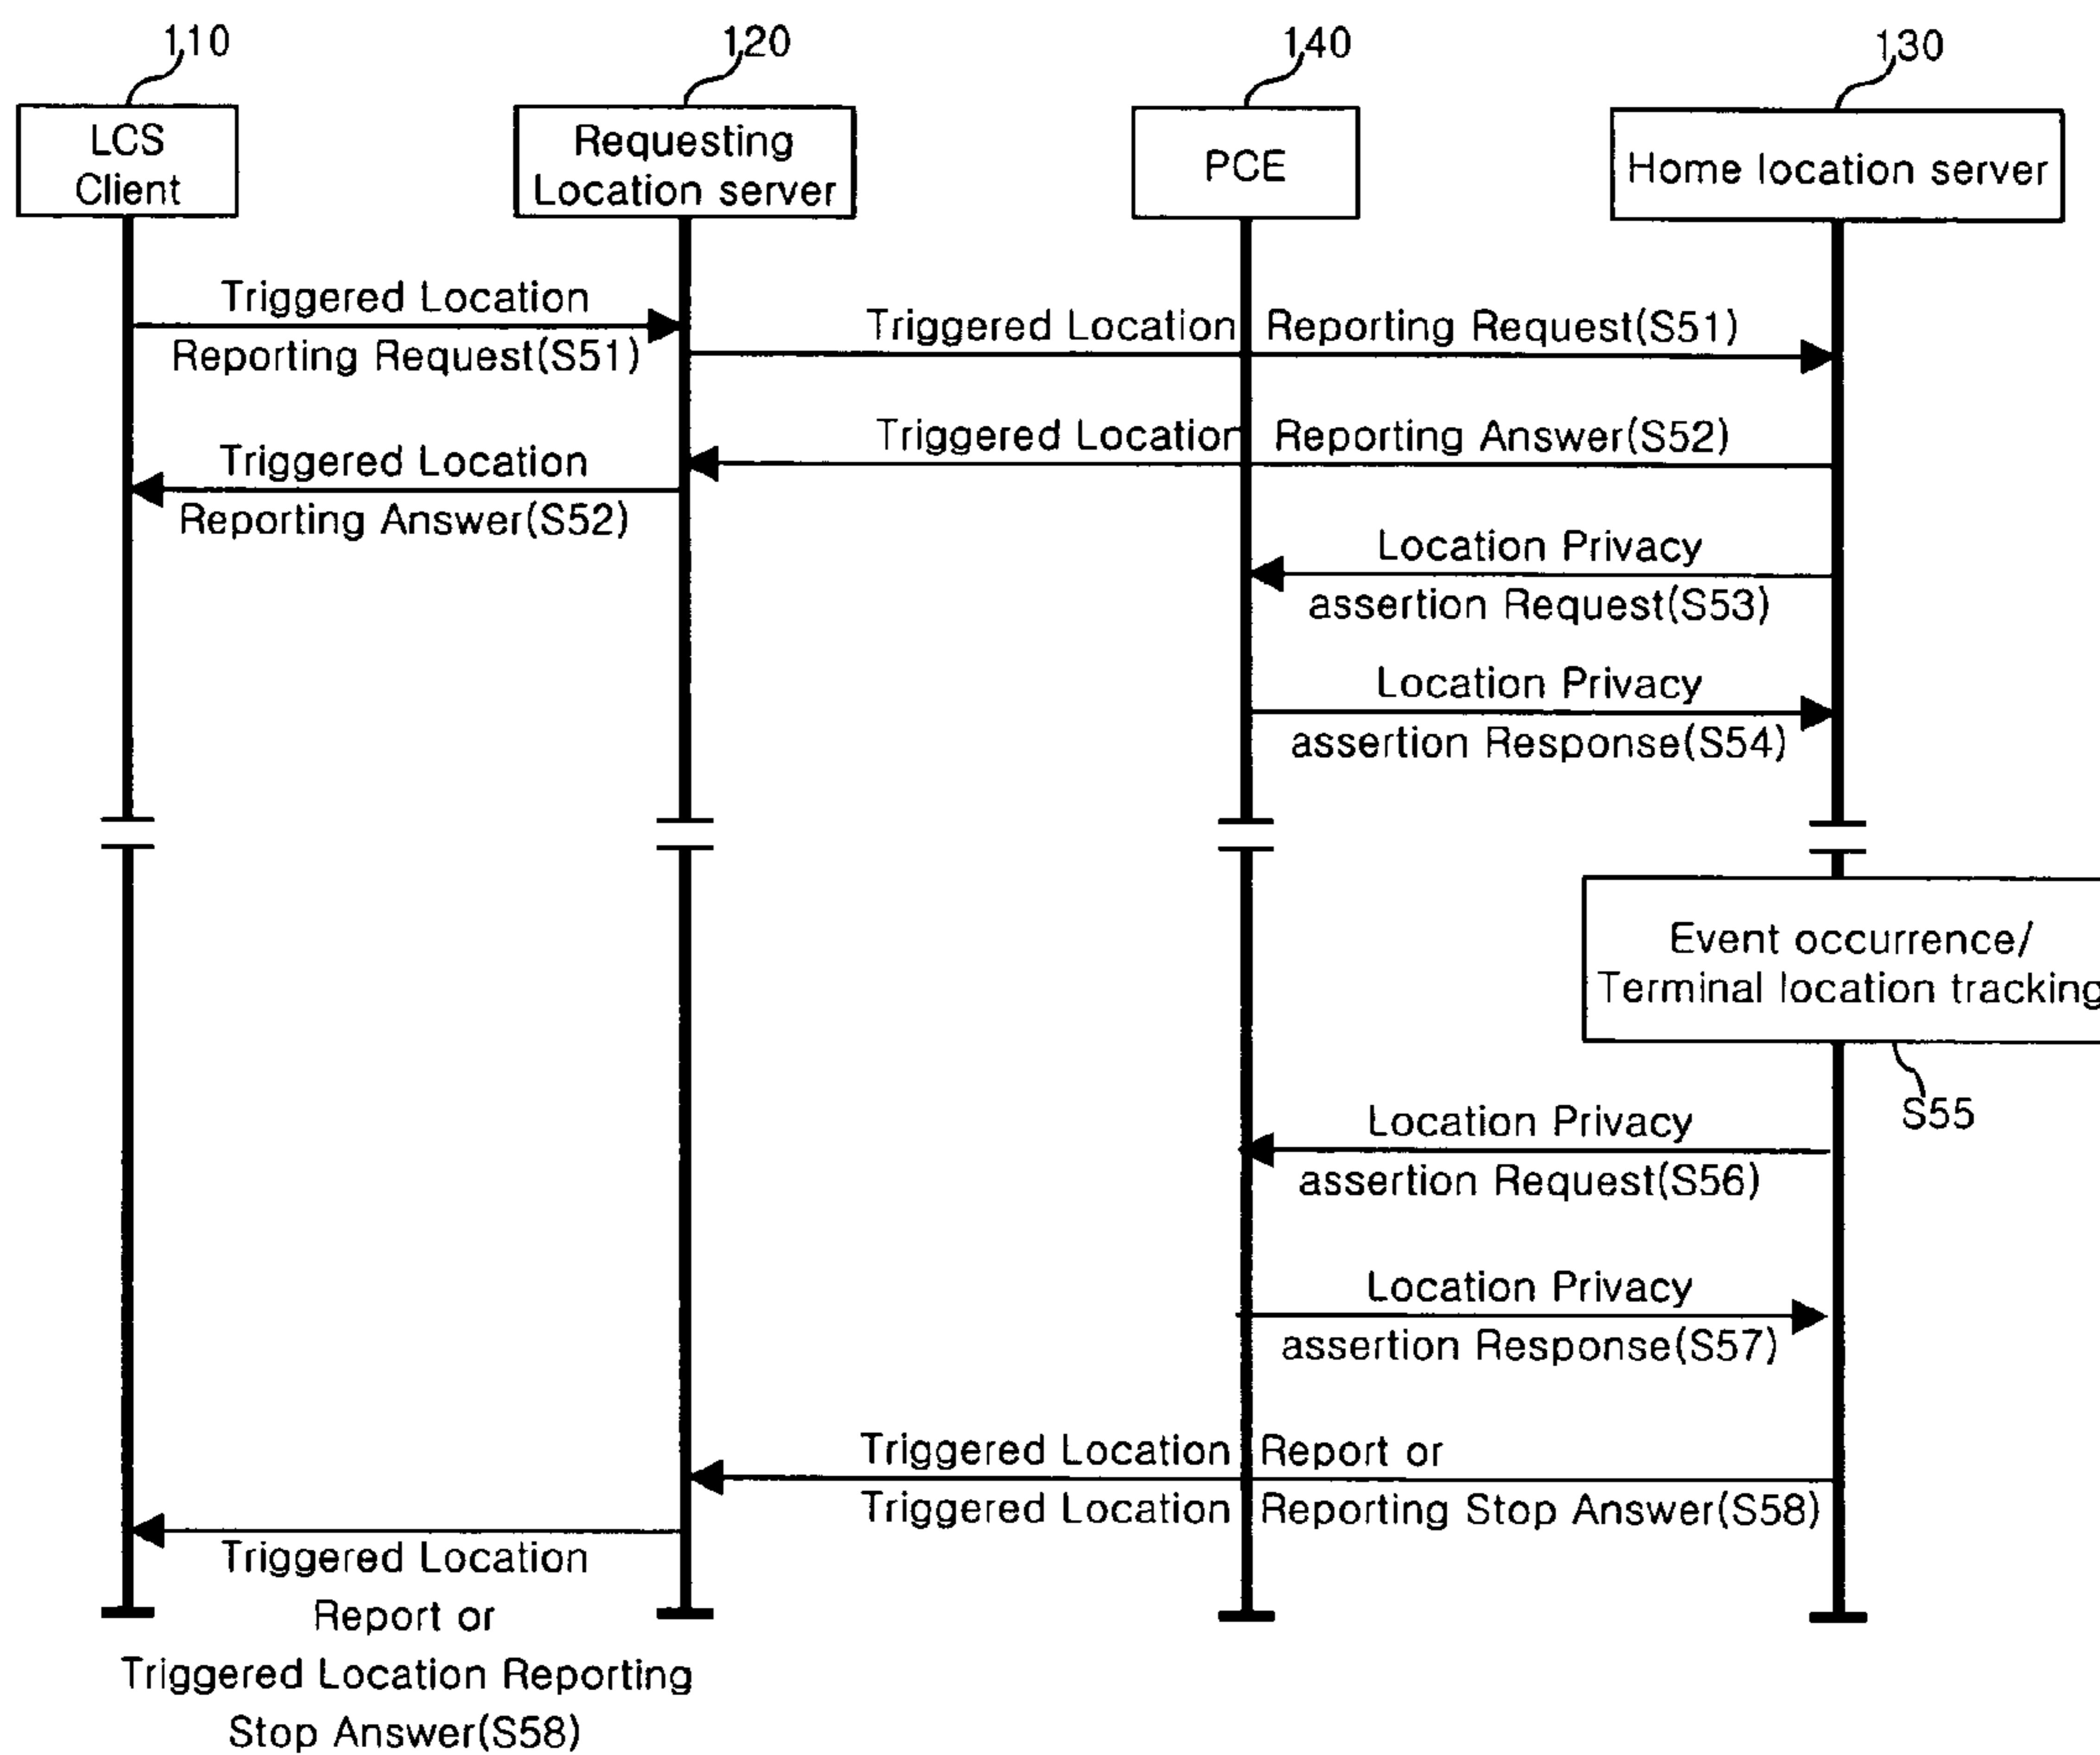 110
120
140
130
LCS
Client
Requesting
Location server
PCE
Home location server
Triggered Location
Reporting Request(S51)
Triggered Location Reporting Request(S51)
Triggered Location Reporting Answer(S52)
Triggered Location
Reporting Answer(S52)
Location Privacy
assertion Request(S53)
Location Privacy
assertion Response(S54)
Event occurrence/
Terminal location tracking
S55
Location Privacy
assertion Request(S56)
Location Privacy
assertion Response(S57)
Triggered Location Report or
Triggered Location Reporting Stop Answer(S58)
Triggered Location
Report or
Triggered Location Reporting
Stop Answer(S58)